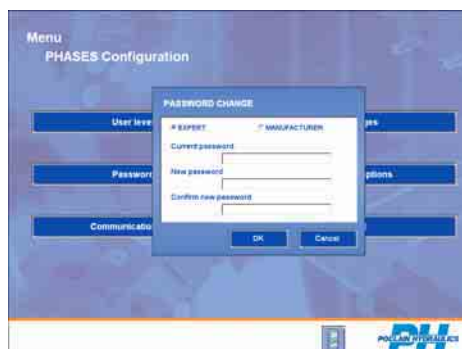 Menu
PHASES Configuration
PASSWORD CHANGE
User leve
EXPERT
MANUFACTURER
ges
Current password
New password
Passwor
ptions
Confirm new password
Communicatio
OK
Cancel
POCLAIN HYDRAULICS